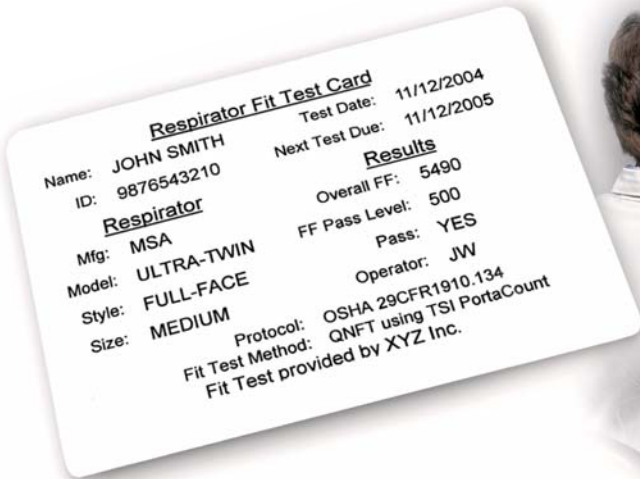 Respirator Fit Test Card
Name: JOHN SMITH Test Date: 11/12/2004
ID: 9876543210 Next Test Due: 11/12/2005
Respirator Results
Mfg: MSA Overall FF: 5490
Model: ULTRA-TWIN FF Pass Level: 500
Style: FULL-FACE Pass: YES
Size: MEDIUM Operator: JW
Protocol: OSHA 29CFR1910.134
Fit Test Method: QNFT using TSI PortaCount
Fit Test provided by XYZ Inc.